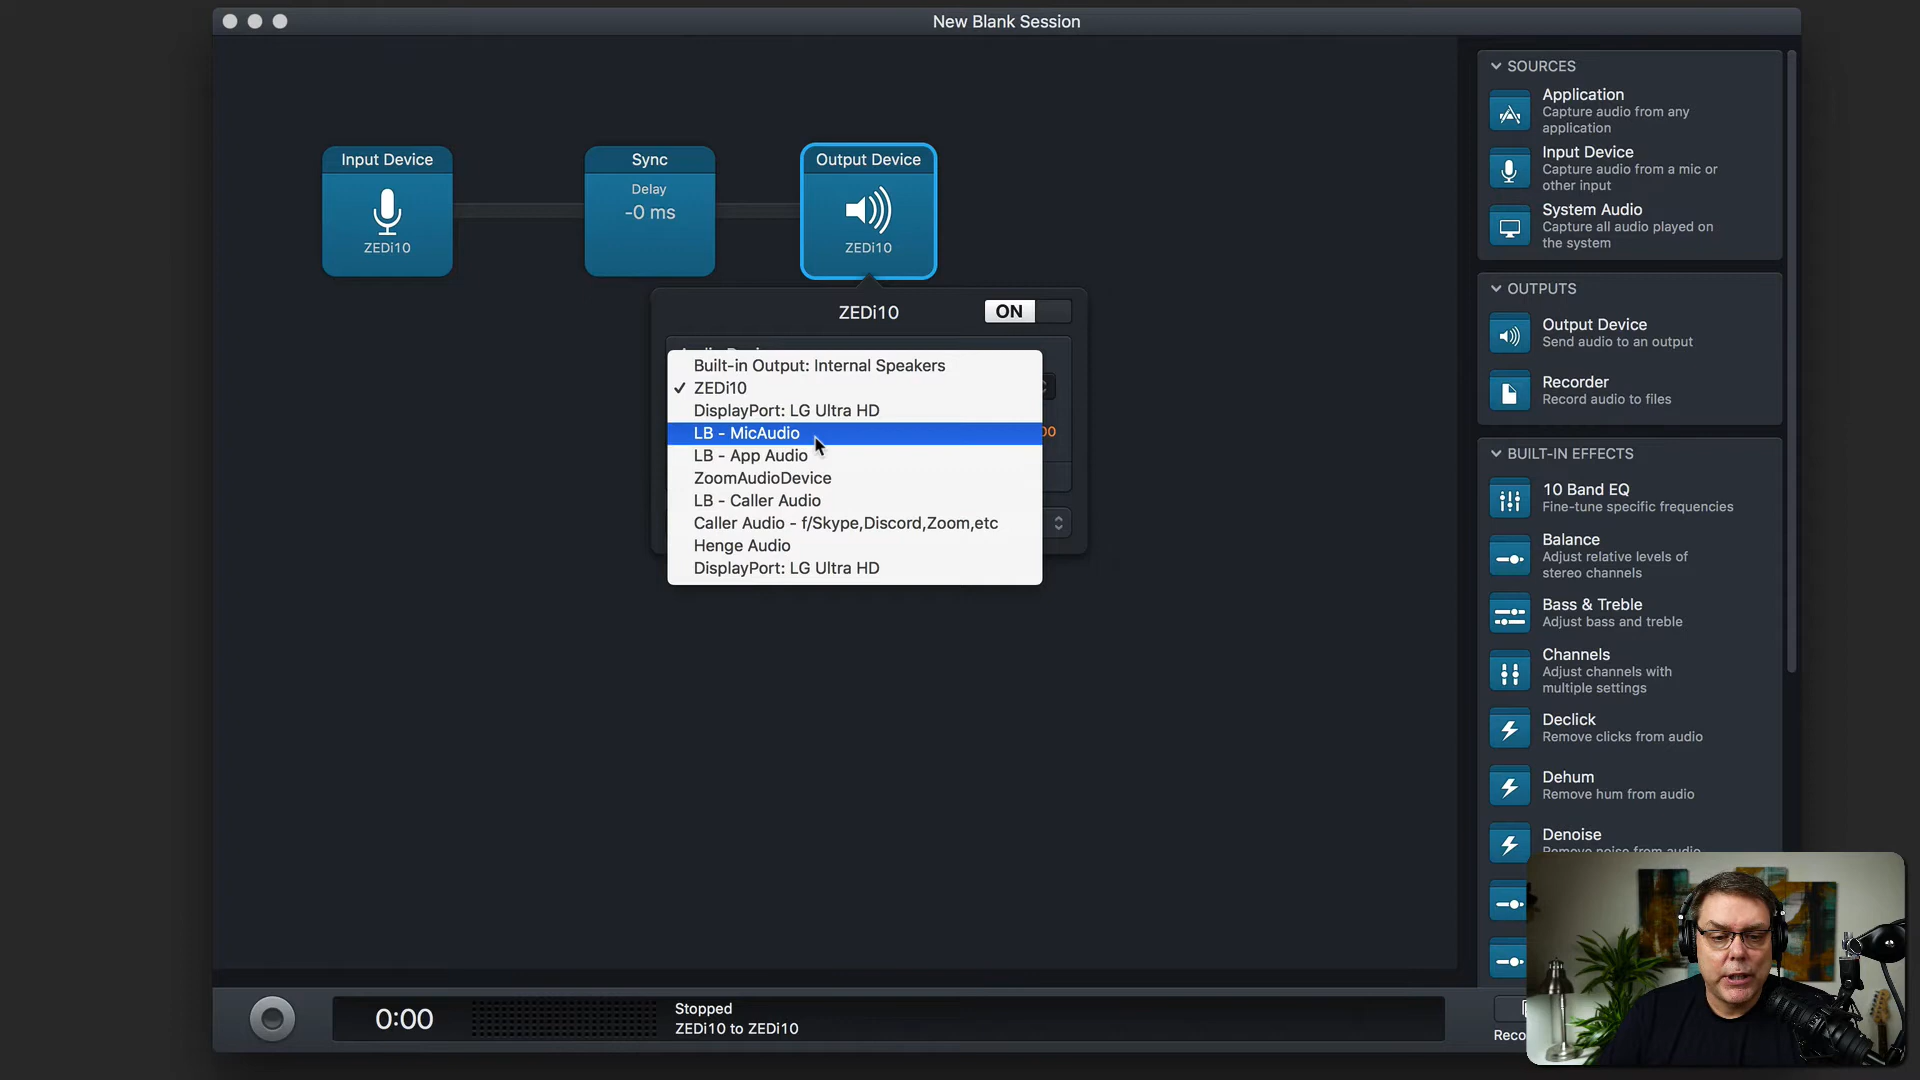 New Blank Session
Input Device
ZEDi10
Sync
Delay
-0 ms
Output Device
ZEDi10
ZEDi10
ON
Built-in Output: Internal Speakers
✓ ZEDi10
DisplayPort: LG Ultra HD
LB - MicAudio
LB - App Audio
ZoomAudioDevice
LB - Caller Audio
Caller Audio - f/Skype,Discord,Zoom,etc
Henge Audio
DisplayPort: LG Ultra HD
SOURCES
Application
Capture audio from any
application
Input Device
Capture audio from a mic or
other input
System Audio
Capture all audio played on
the system
OUTPUTS
Output Device
Send audio to an output
Recorder
Record audio to files
BUILT-IN EFFECTS
10 Band EQ
Fine-tune specific frequencies
Balance
Adjust relative levels of
stereo channels
Bass & Treble
Adjust bass and treble
Channels
Adjust channels with
multiple settings
Declick
Remove clicks from audio
Dehum
Remove hum from audio
Denoise
Remove noise from audio
0:00
Stopped
ZEDi10 to ZEDi10